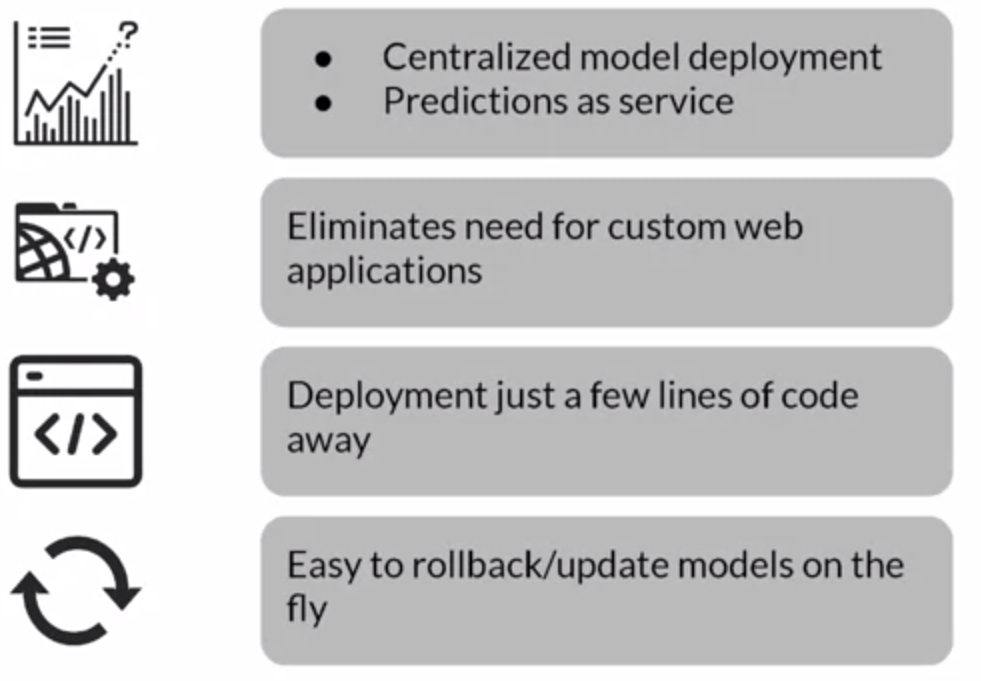 ● Centralized model deployment
● Predictions as service
Eliminates need for custom web
applications
Deployment just a few lines of code
away
Easy to rollback/update models on the
fly
?
</>
</>